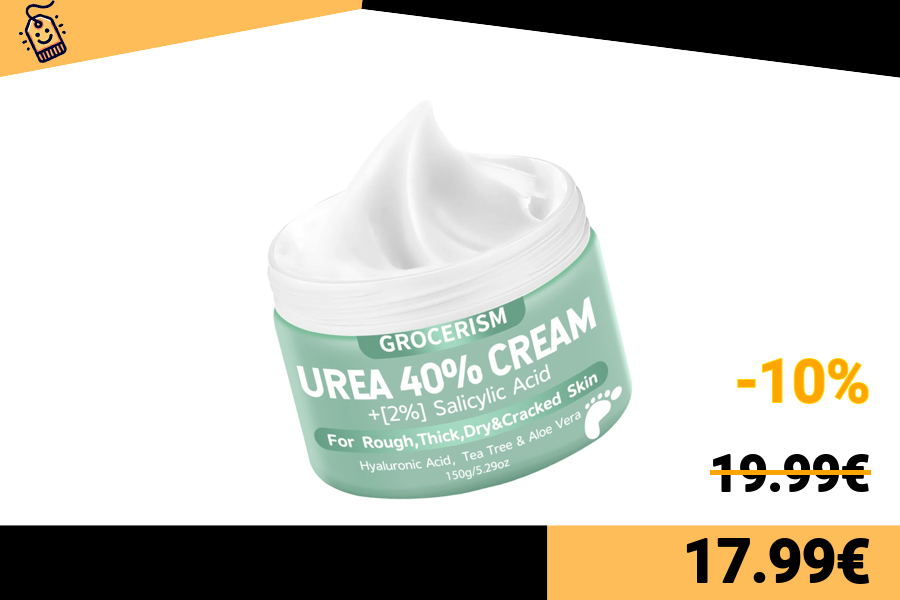 GROCERISM
UREA 40% CREAM
+[2%] Salicylic Acid
For Rough,Thick,Dry&Cracked Skin
Hyaluronic Acid, Tea Tree & Aloe Vera
150g/5.29oz
-10%
19.99€
17.99€